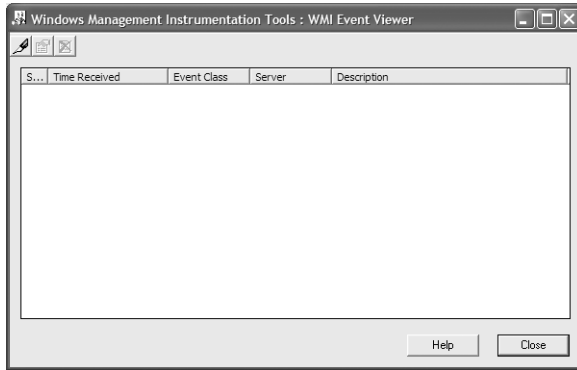 Windows Management Instrumentation Tools : WMI Event Viewer
S... Time Received Event Class Server Description
Help Close